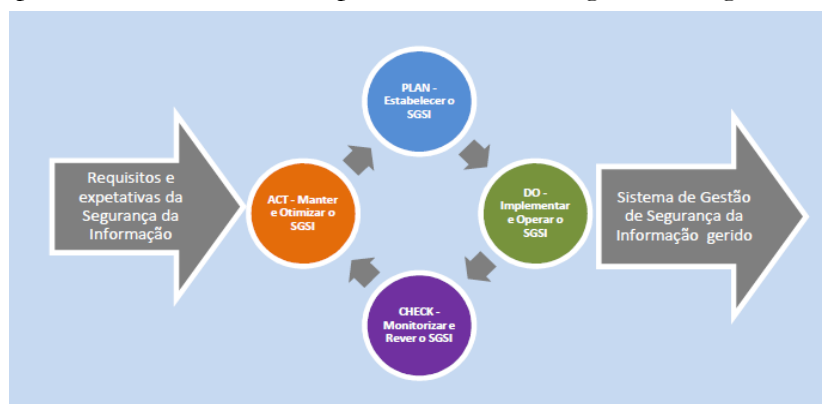 PLAN -
Estabelecer o
SGSI
Requisitos e
expetativas da
Segurança da
Informação
ACT - Manter
e Otimizar o
SGSI
DO -
Implementar
e Operar o
SGSI
Sistema de Gestão
de Segurança da
Informação gerido
CHECK -
Monitorizar e
Rever o SGSI